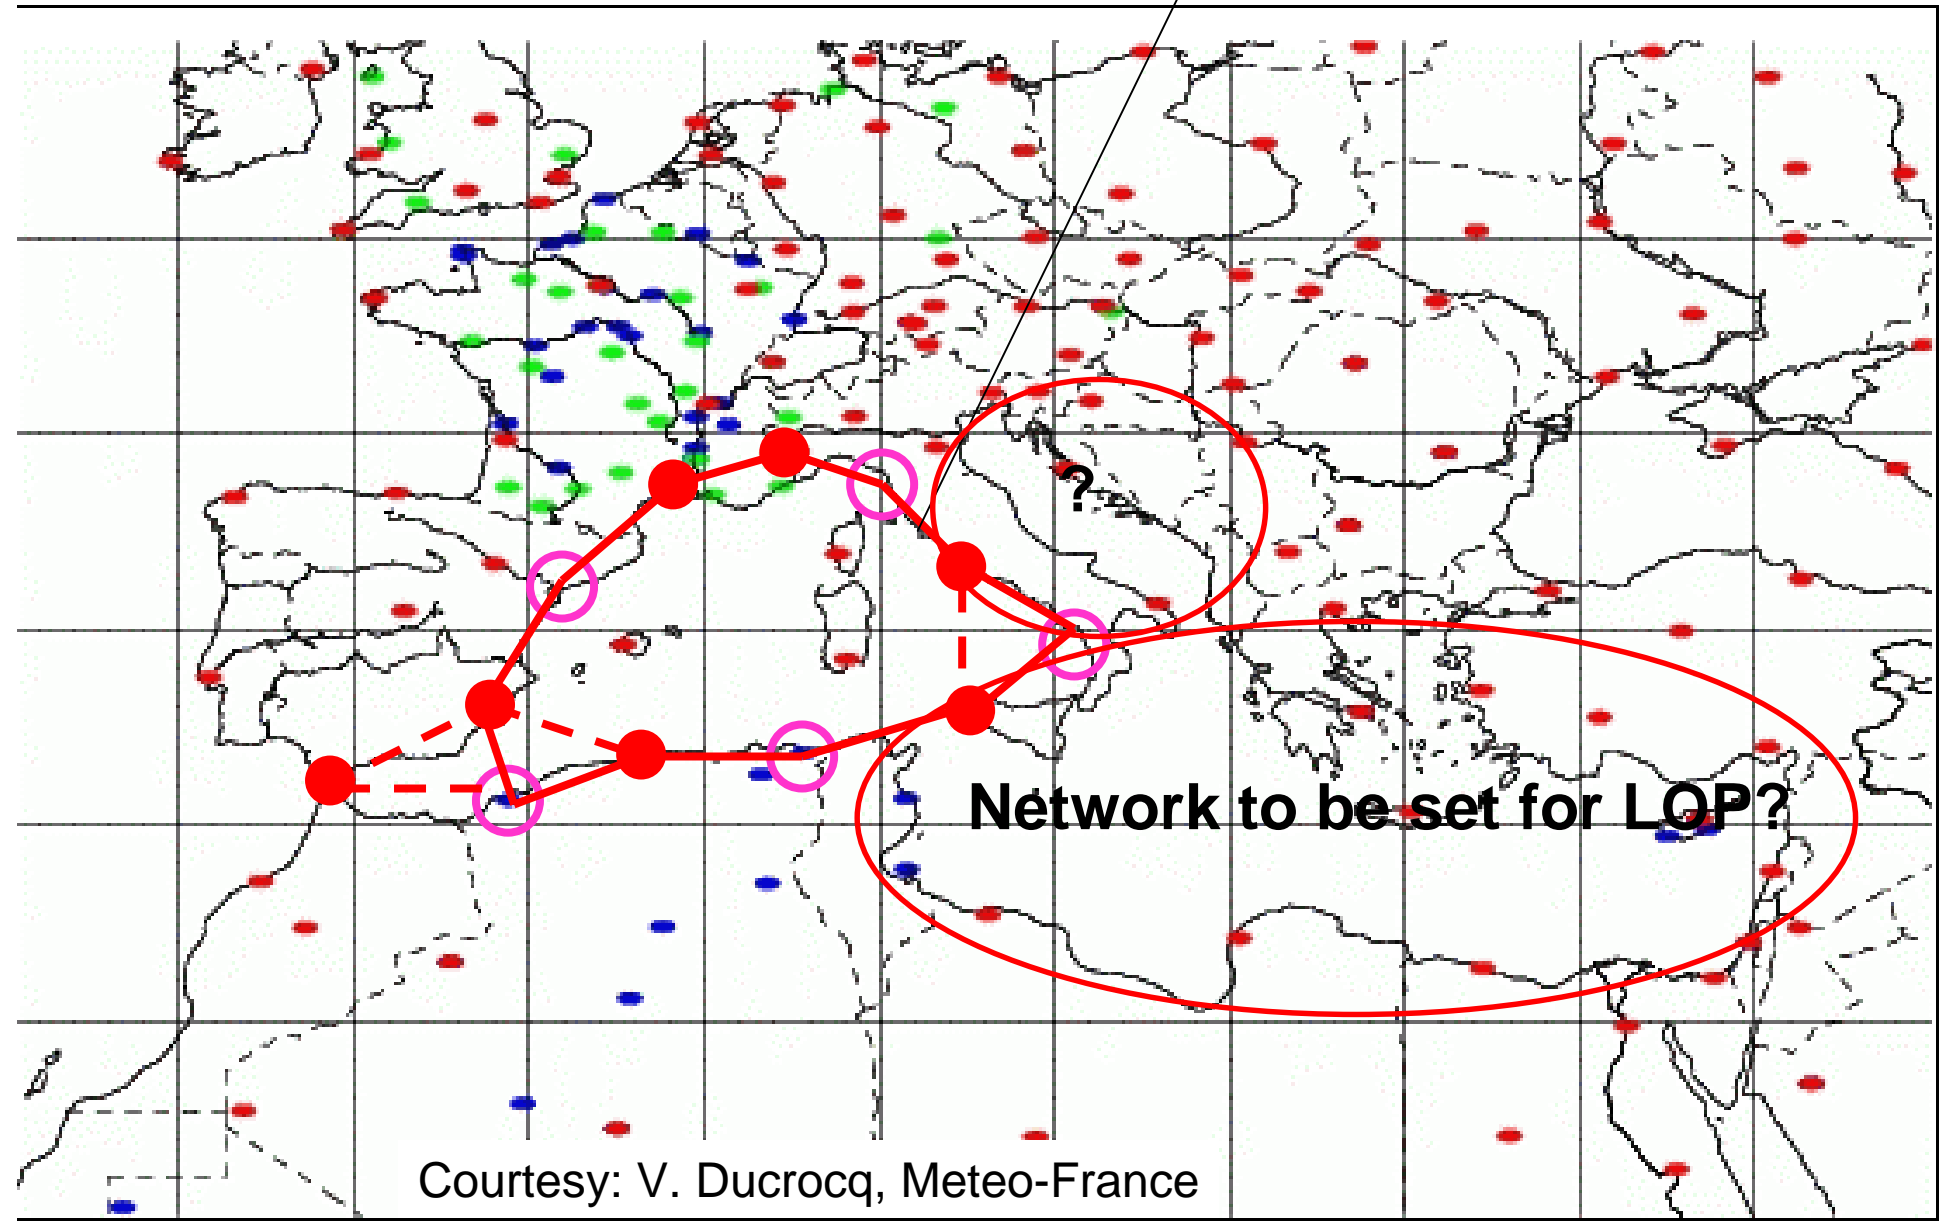 ?
Network to be set for LOP?
Courtesy: V. Ducrocq, Meteo-France